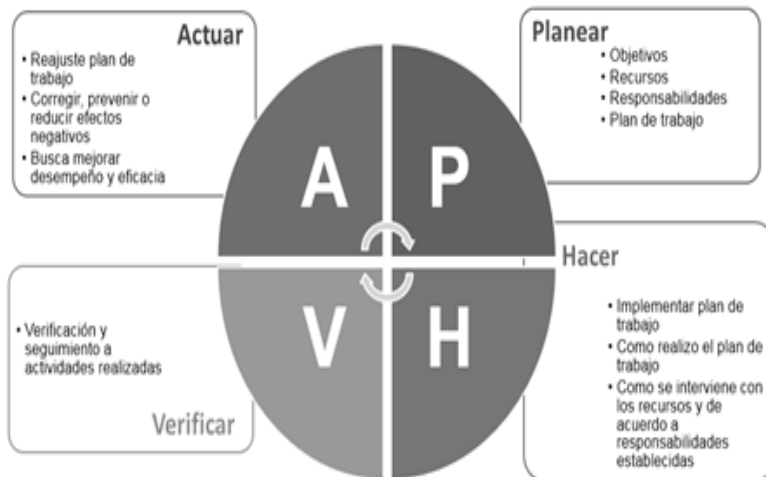 Actuar
• Reajuste plan de
trabajo
• Corregir, prevenir o
reducir efectos
negativos
• Busca mejorar
desempeño y eficacia
Planear
• Objetivos
• Recursos
• Responsabilidades
• Plan de trabajo
A
P
V
H
• Verificación y
seguimiento a
actividades realizadas
Verificar
Hacer
• Implementar plan de
trabajo
• Como realizo el plan de
trabajo
• Como se interviene con
los recursos y de
acuerdo a
responsabilidades
establecidas